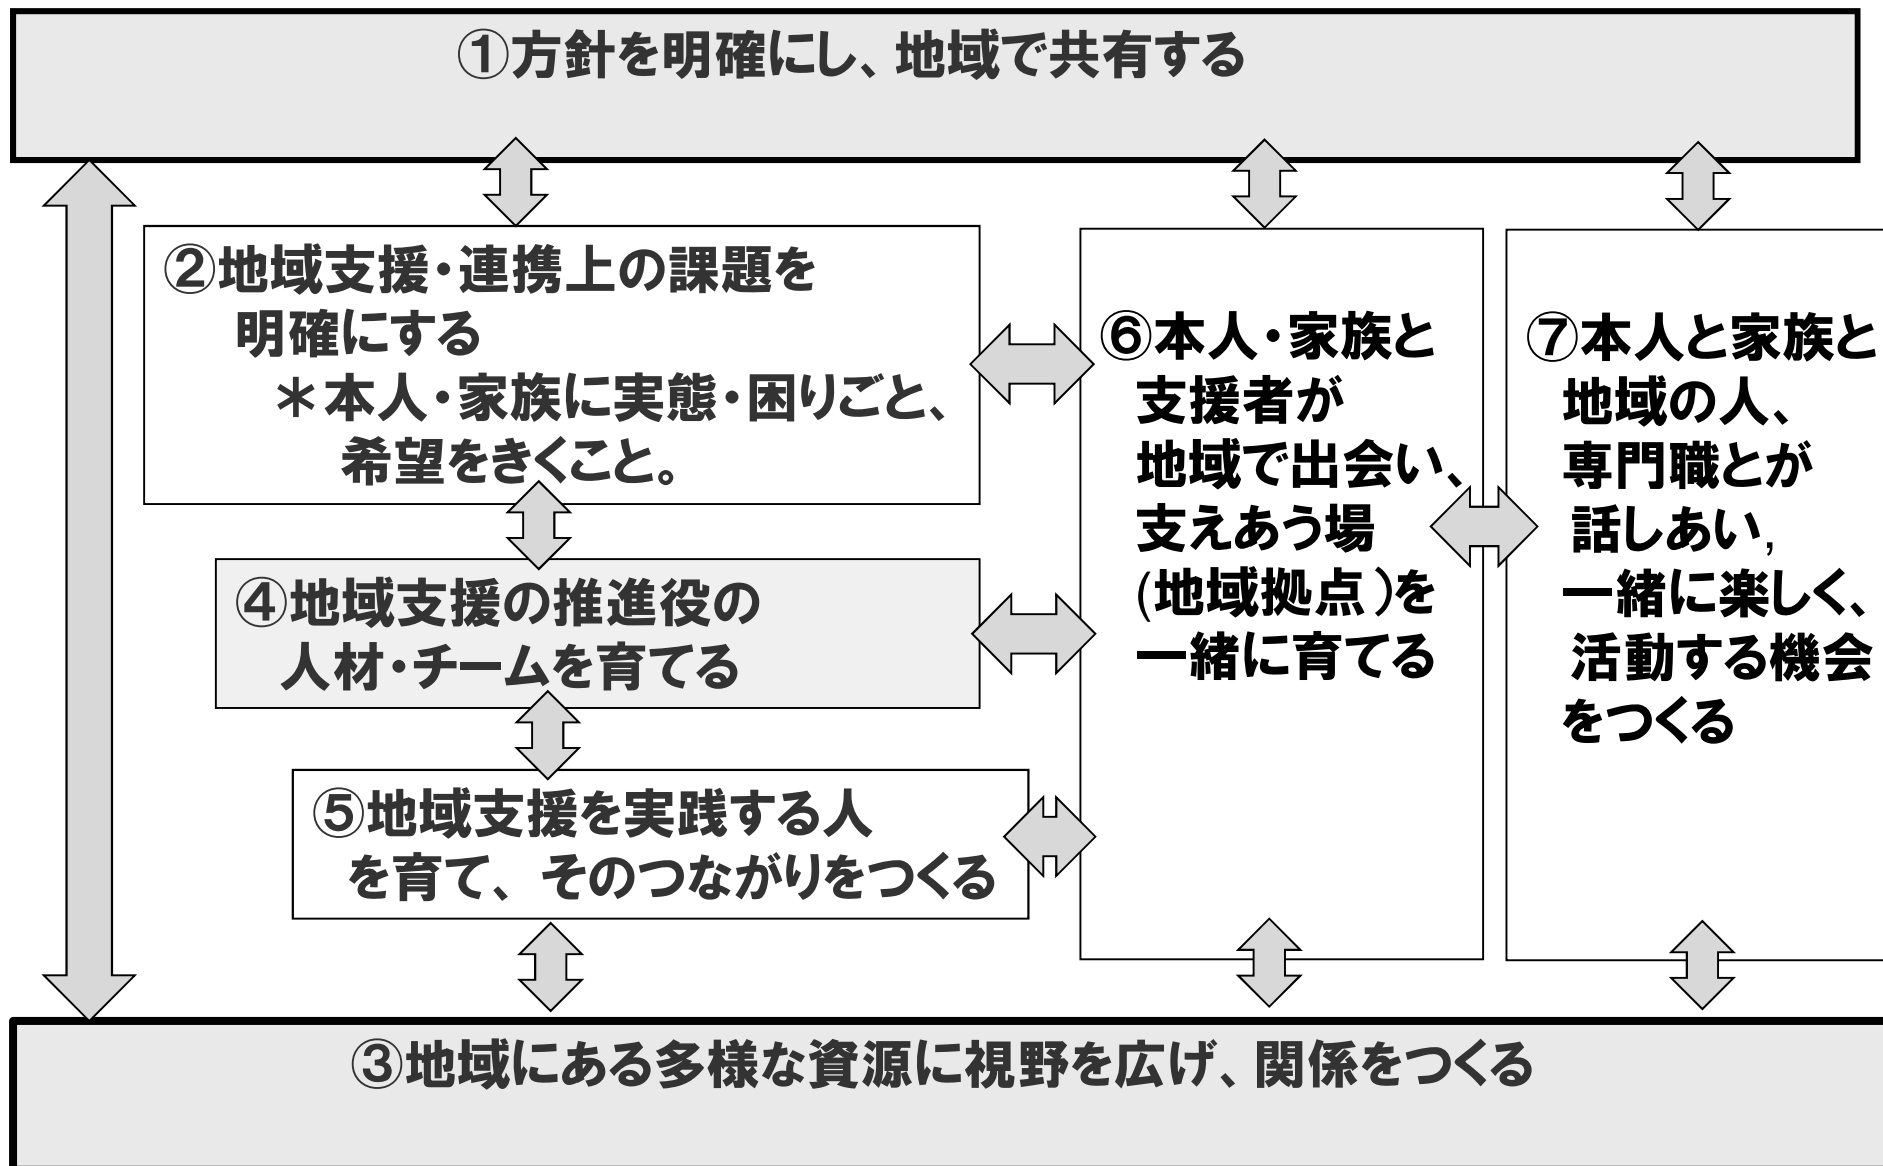 ①方針を明確にし、地域で共有する
②地域支援・連携上の課題を
明確にする
＊本人・家族に実態・困りごと、
希望をきくこと。
④地域支援の推進役の
人材・チームを育てる
⑤地域支援を実践する人
を育て、そのつながりをつくる
⑥本人・家族と
支援者が
地域で出会い、
支えあう場
(地域拠点)を
一緒に育てる
⑦本人と家族と
地域の人、
専門職とが
話しあい,
一緒に楽しく、
活動する機会
をつくる
③地域にある多様な資源に視野を広げ、関係をつくる